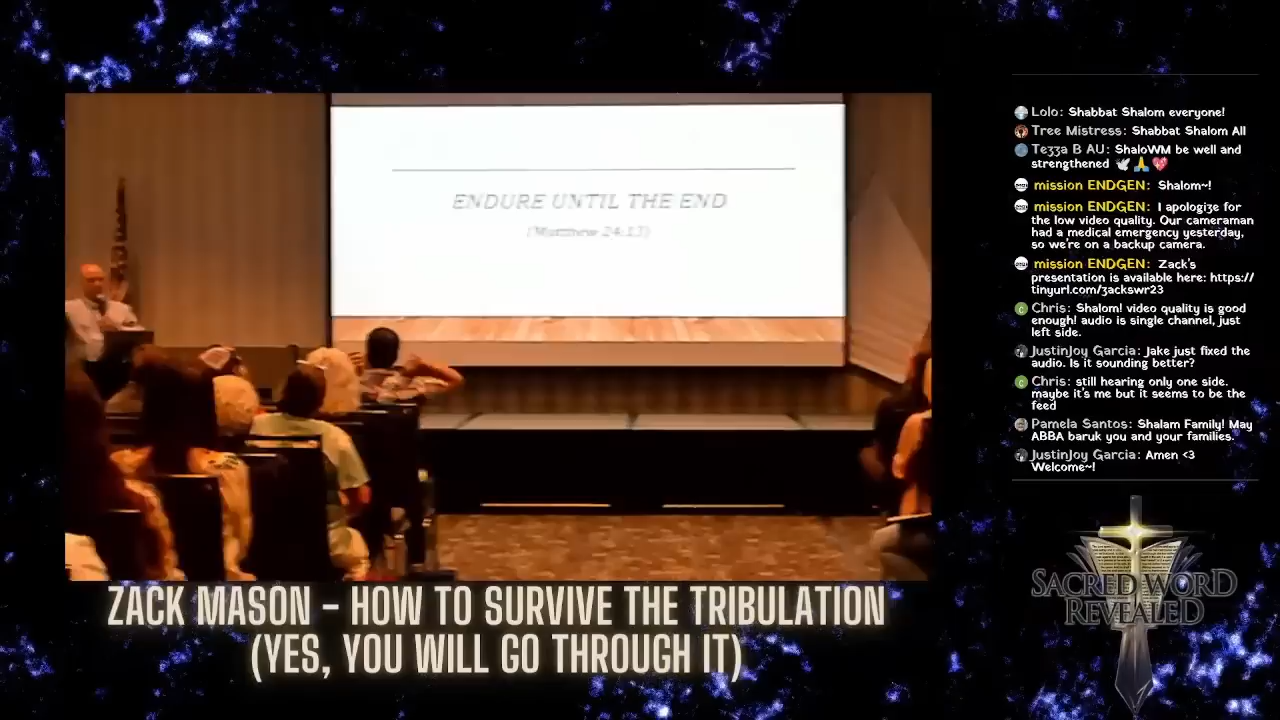 ENDURE UNTIL THE END
(Matthew 24:13)
ZACK MASON - HOW TO SURVIVE THE TRIBULATION
(YES, YOU WILL GO THROUGH IT)
Lolo: Shabbat Shalom everyone!
Tree Mistress: Shabbat Shalom All
Tezza B AU: ShaloWM be well and
strengthened 🕊️ 🙏 💖
mission ENDGEN: Shalom~!
mission ENDGEN: I apologize for
the low video quality. Our cameraman
had a medical emergency yesterday,
so we're on a backup camera.
mission ENDGEN: Zack's
presentation is available here: https://
tinyurl.com/zackswr23
Chris: Shalom! video quality is good
enough! audio is single channel, just
left side.
JustinJoy Garcia: Jake just fixed the
audio. Is it sounding better?
Chris: still hearing only one side.
maybe it's me but it seems to be the
feed
Pamela Santos: Shalam Family! May
ABBA baruk you and your families.
JustinJoy Garcia: Amen <3
Welcome~!
SACRED WORD
REVEALED